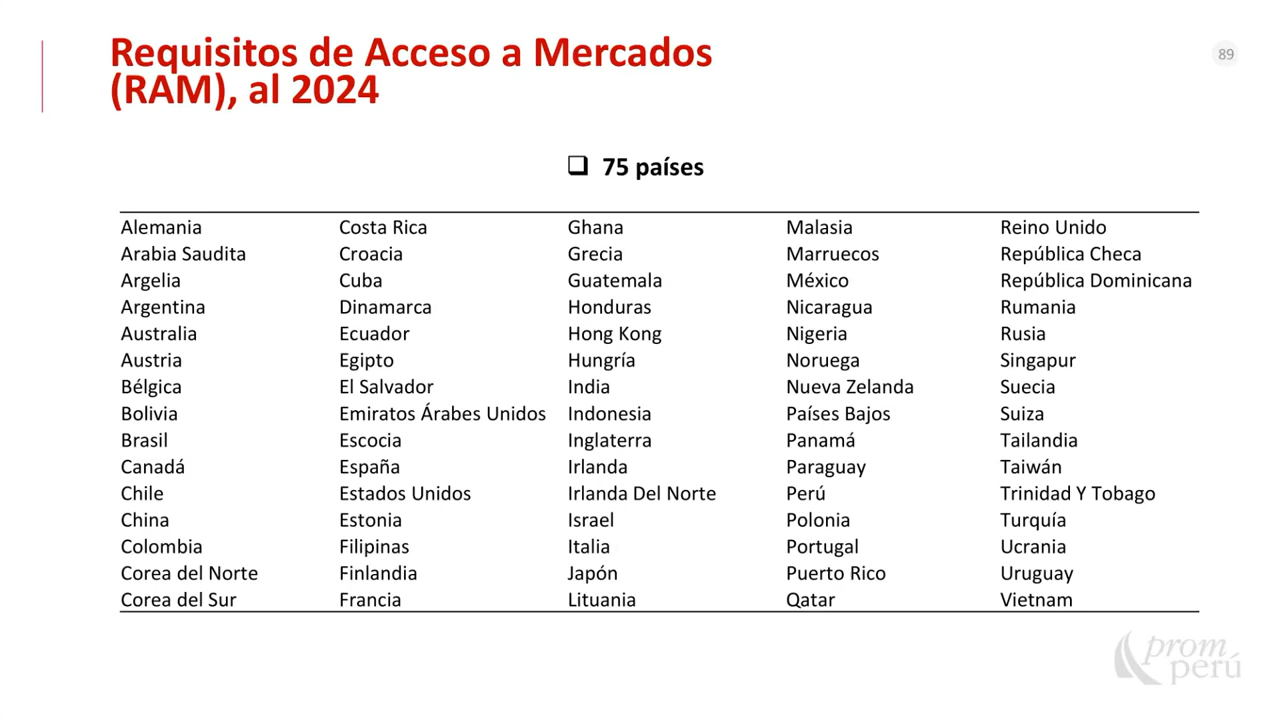 Requisitos de Acceso a Mercados
(RAM), al 2024
89
75 países
Alemania Costa Rica Ghana Malasia Reino Unido
Arabia Saudita Croacia Grecia Marruecos República Checa
Argelia Cuba Guatemala México República Dominicana
Argentina Dinamarca Honduras Nicaragua Rumania
Australia Ecuador Hong Kong Nigeria Rusia
Austria Egipto Hungría Noruega Singapur
Bélgica El Salvador India Nueva Zelanda Suecia
Bolivia Emiratos Árabes Unidos Indonesia Países Bajos Suiza
Brasil Escocia Inglaterra Panamá Tailandia
Canadá España Irlanda Paraguay Taiwán
Chile Estados Unidos Irlanda Del Norte Perú Trinidad Y Tobago
China Estonia Israel Polonia Turquía
Colombia Filipinas Italia Portugal Ucrania
Corea del Norte Finlandia Japón Puerto Rico Uruguay
Corea del Sur Francia Lituania Qatar Vietnam
prom
perú